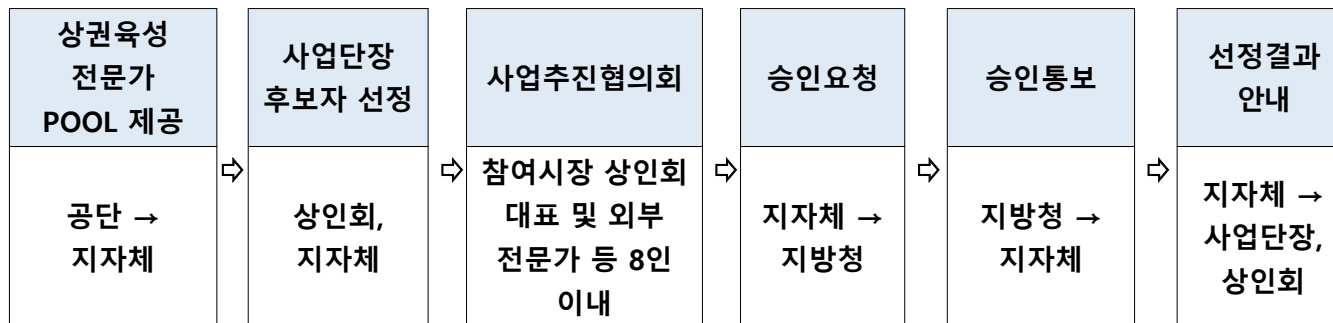 상권육성
전문가
POOL 제공
공단 →
지자체
⇨
사업단장
후보자 선정
상인회,
지자체
⇨
사업추진협의회
참여시장 상인회
대표 및 외부
전문가 등 8인
이내
⇨
승인요청
지자체 →
지방청
⇨
승인통보
지방청 →
지자체
⇨
선정결과
안내
지자체 →
사업단장,
상인회